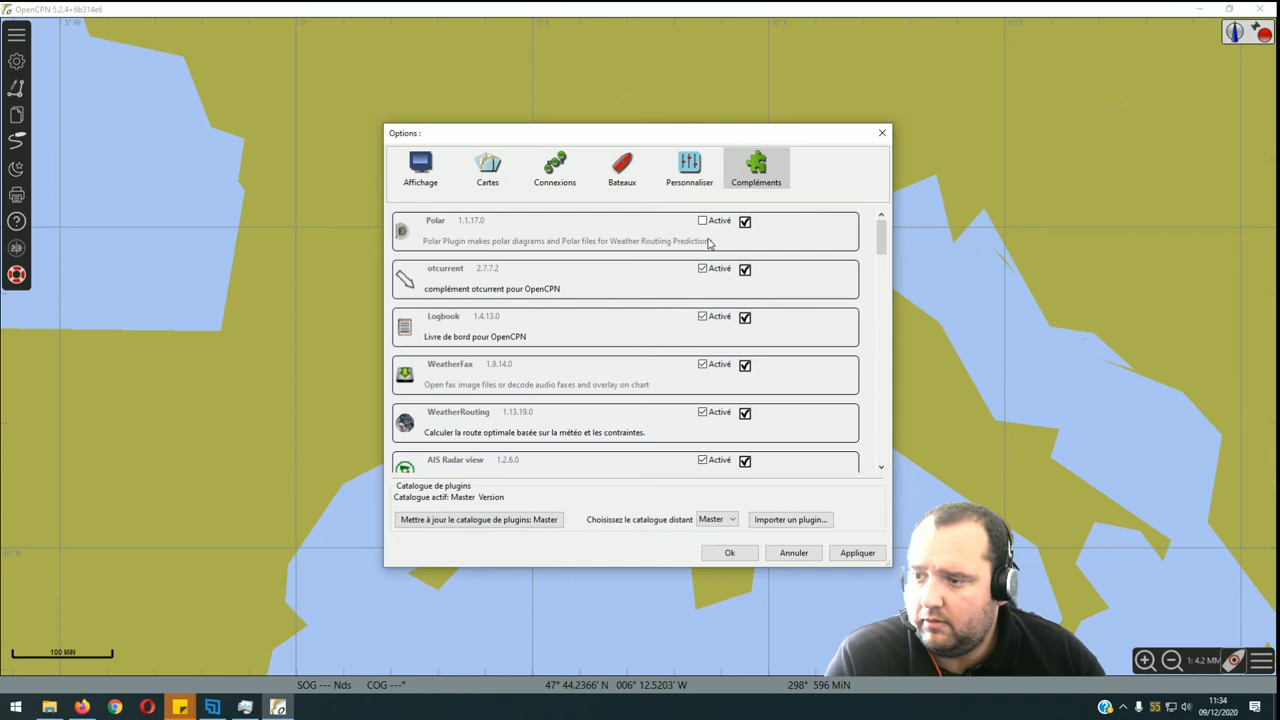 OpenCPN 5.2.4+6b314e6
5° W
0°
5° E
10° E
Options :
Affichage
Cartes
Connexions
Bateaux
Personnaliser
Compléments
Polar 1.1.17.0 Activé
Polar Plugin makes polar diagrams and Polar files for Weather Routiing Prediction
otcurrent 2.7.7.2 Activé
complément otcurrent pour OpenCPN
Logbook 1.4.13.0 Activé
Livre de bord pour OpenCPN
WeatherFax 1.9.14.0 Activé
Open fax image files or decode audio faxes and overlay on chart
WeatherRouting 1.13.19.0 Activé
Calculer la route optimale basée sur la météo et les contraintes.
AIS Radar view 1.2.6.0 Activé
Catalogue de plugins
Catalogue actif: Master Version
Mettre à jour le catalogue de plugins: Master
Choisissez le catalogue distant
Master
Importer un plugin...
Ok
Annuler
Appliquer
40° N
100 MiN
SOG --- Nds COG ---° 47° 44.2366' N 006° 12.5203' W 298° 596 MiN
11:34
09/12/2020